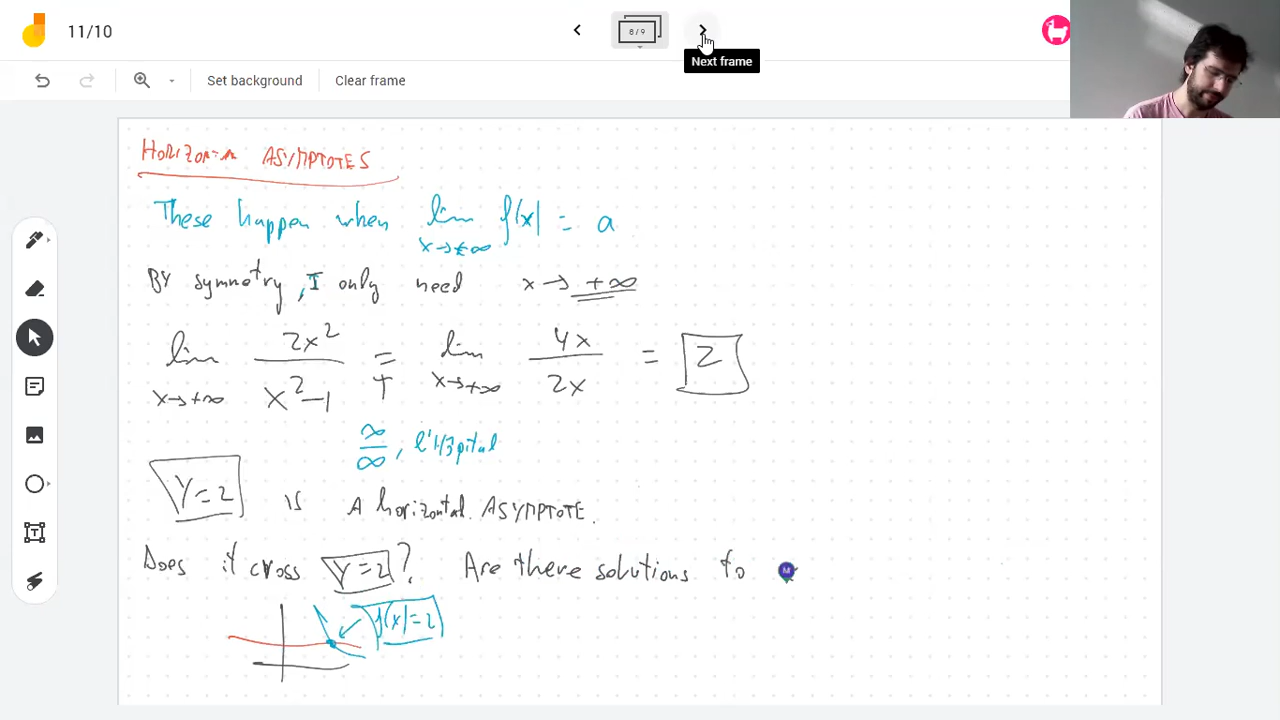 11/10
8/9
Next frame
Set background
Clear frame
HORIZONTAL ASYMPTOTES
These happen when lim f(x) = a
x→±∞
By symmetry, I only need x → +∞
lim 2x² / x²-1 = lim 4x / 2x = 2
x→+∞ x→+∞
∞/∞, l'Hôpital
Y=2 is A horizontal ASYMPTOTE.
Does it cross Y=2? Are there solutions to
f(x)=2
M